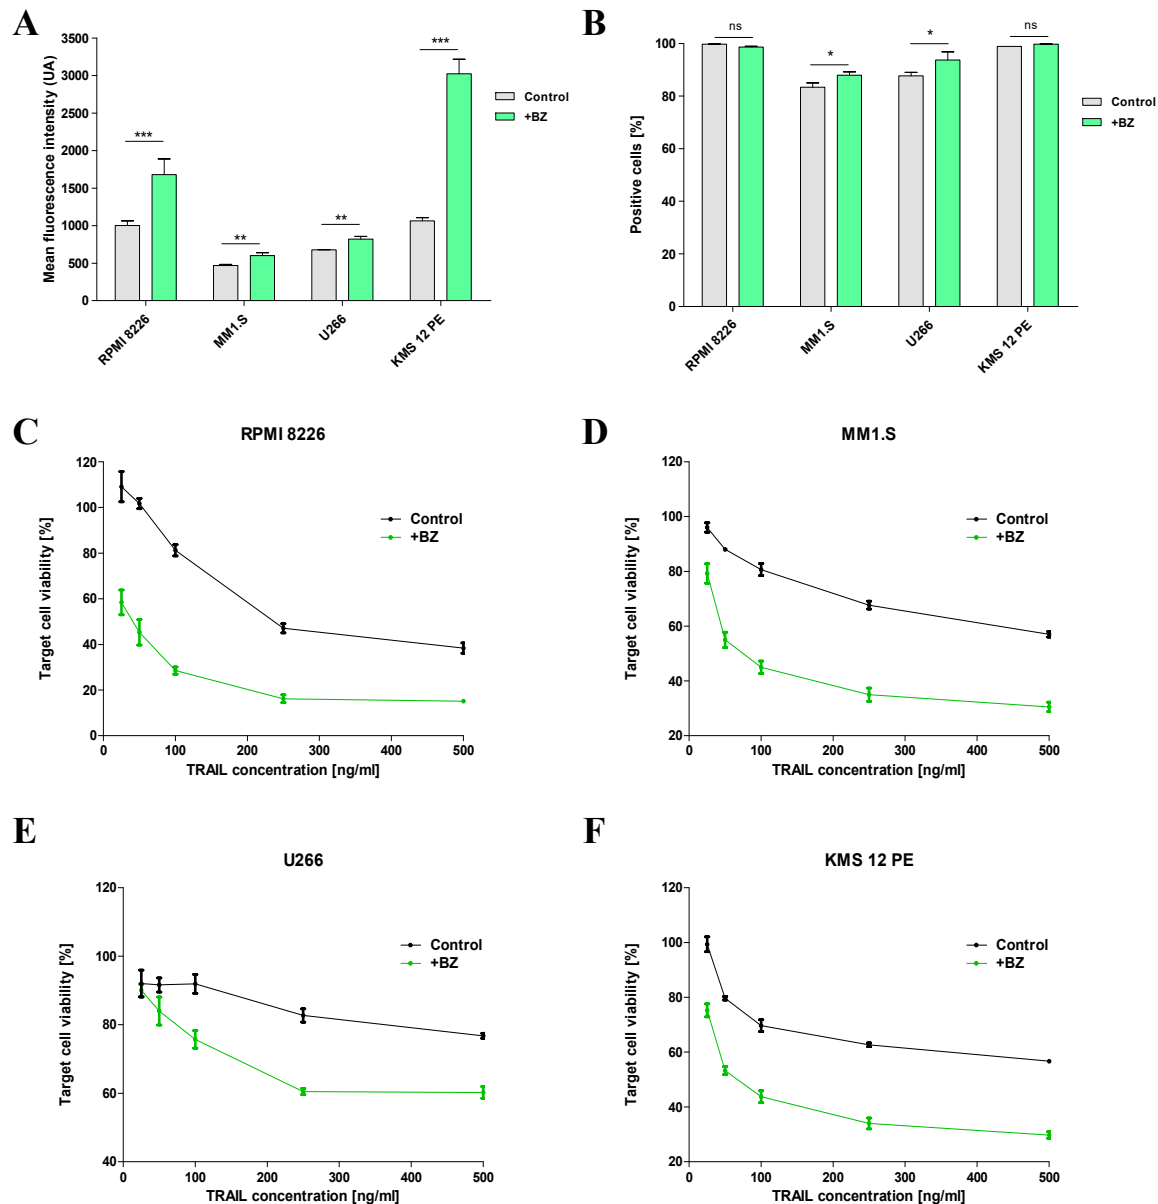 A
Mean fluorescence intensity (UA)
3500
3000
2500
2000
1500
1000
500
0
***
**
**
***
Control
+BZ
RPMI 8226
MM1.S
U266
KMS 12 PE
B
Positive cells [%]
100
80
60
40
20
0
ns
*
*
ns
Control
+BZ
RPMI 8226
MM1.S
U266
KMS 12 PE
C
RPMI 8226
Target cell viability [%]
120
100
80
60
40
20
0
Control
+BZ
0 100 200 300 400 500
TRAIL concentration [ng/ml]
D
MM1.S
Target cell viability [%]
120
100
80
60
40
20
Control
+BZ
0 100 200 300 400 500
TRAIL concentration [ng/ml]
E
U266
Target cell viability [%]
120
100
80
60
40
Control
+BZ
0 100 200 300 400 500
TRAIL concentration [ng/ml]
F
KMS 12 PE
Target cell viability [%]
120
100
80
60
40
20
Control
+BZ
0 100 200 300 400 500
TRAIL concentration [ng/ml]